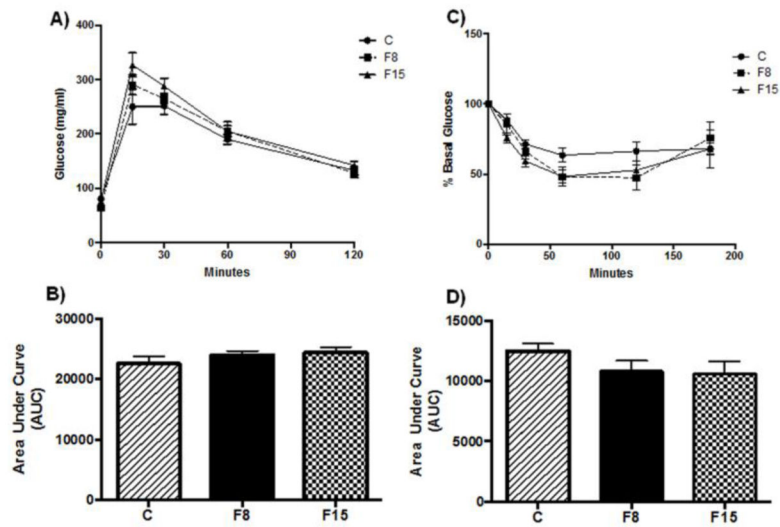 A)
400
300
200
100
0
Glucose (mg/ml)
0 30 60 90 120
Minutes
C
F8
F15
C)
150
100
50
0
% Basal Glucose
0 50 100 150 200
Minutes
C
F8
F15
B)
30000
20000
10000
0
Area Under Curve
(AUC)
C F8 F15
D)
15000
10000
5000
0
Area Under Curve
(AUC)
C F8 F15